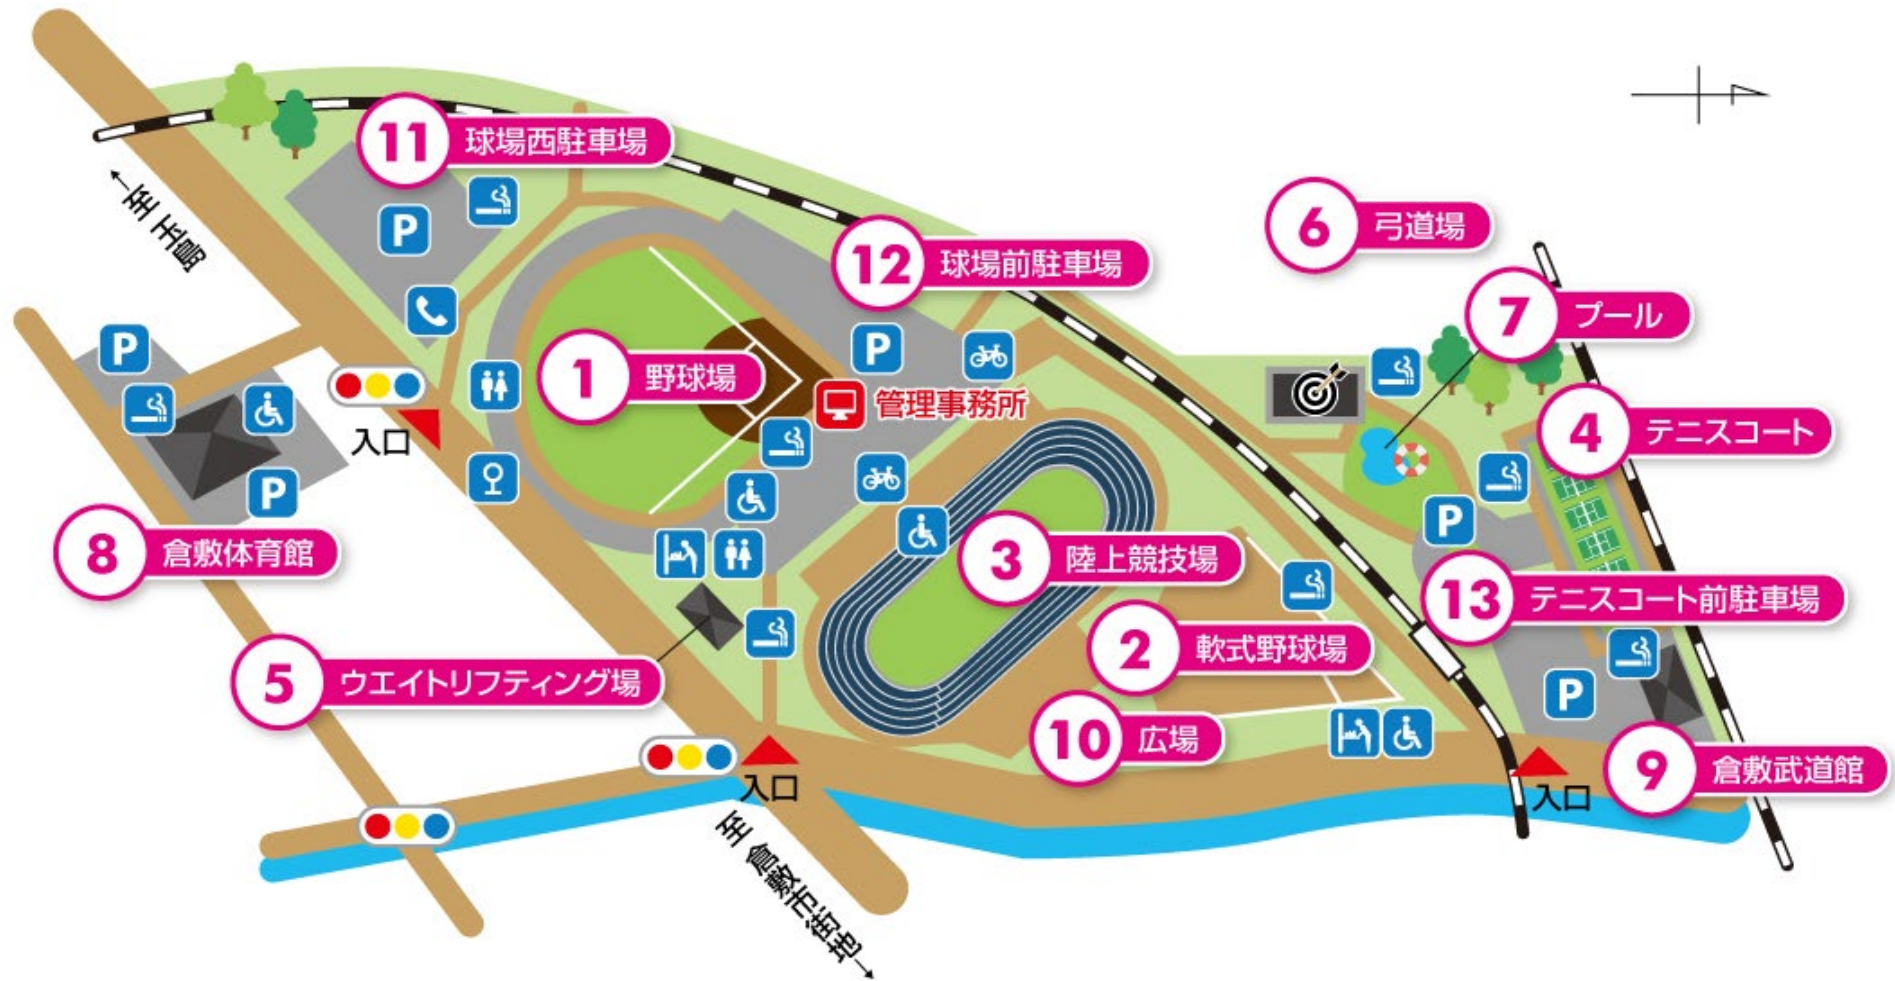 11 球場西駐車場
←至玉島
6 弓道場
12 球場前駐車場
7 プール
P
P
P
1 野球場
管理事務所
4 テニスコート
入口
P
P
8 倉敷体育館
3 陸上競技場
13 テニスコート前駐車場
2 軟式野球場
5 ウエイトリフティング場
P
10 広場
9 倉敷武道館
入口
入口
至倉敷市街地→